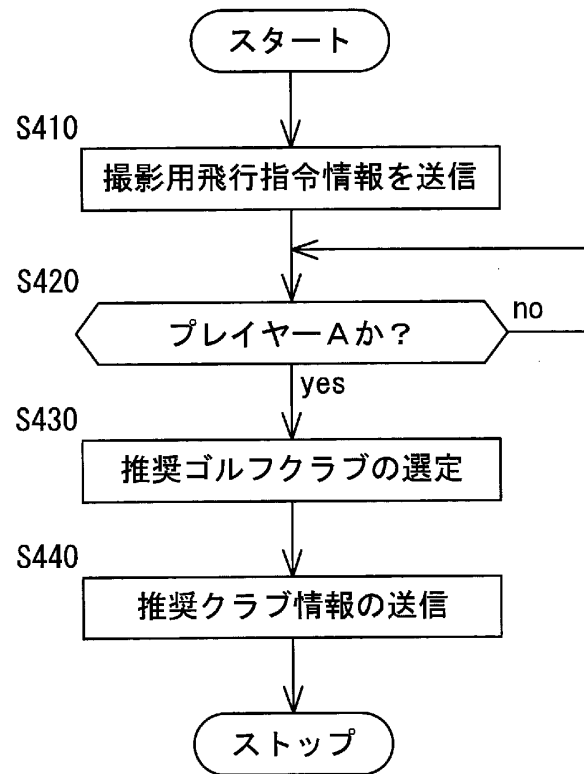 スタート
S410
撮影用飛行指令情報を送信
S420
プレイヤーAか？
no
yes
S430
推奨ゴルフクラブの選定
S440
推奨クラブ情報の送信
ストップ